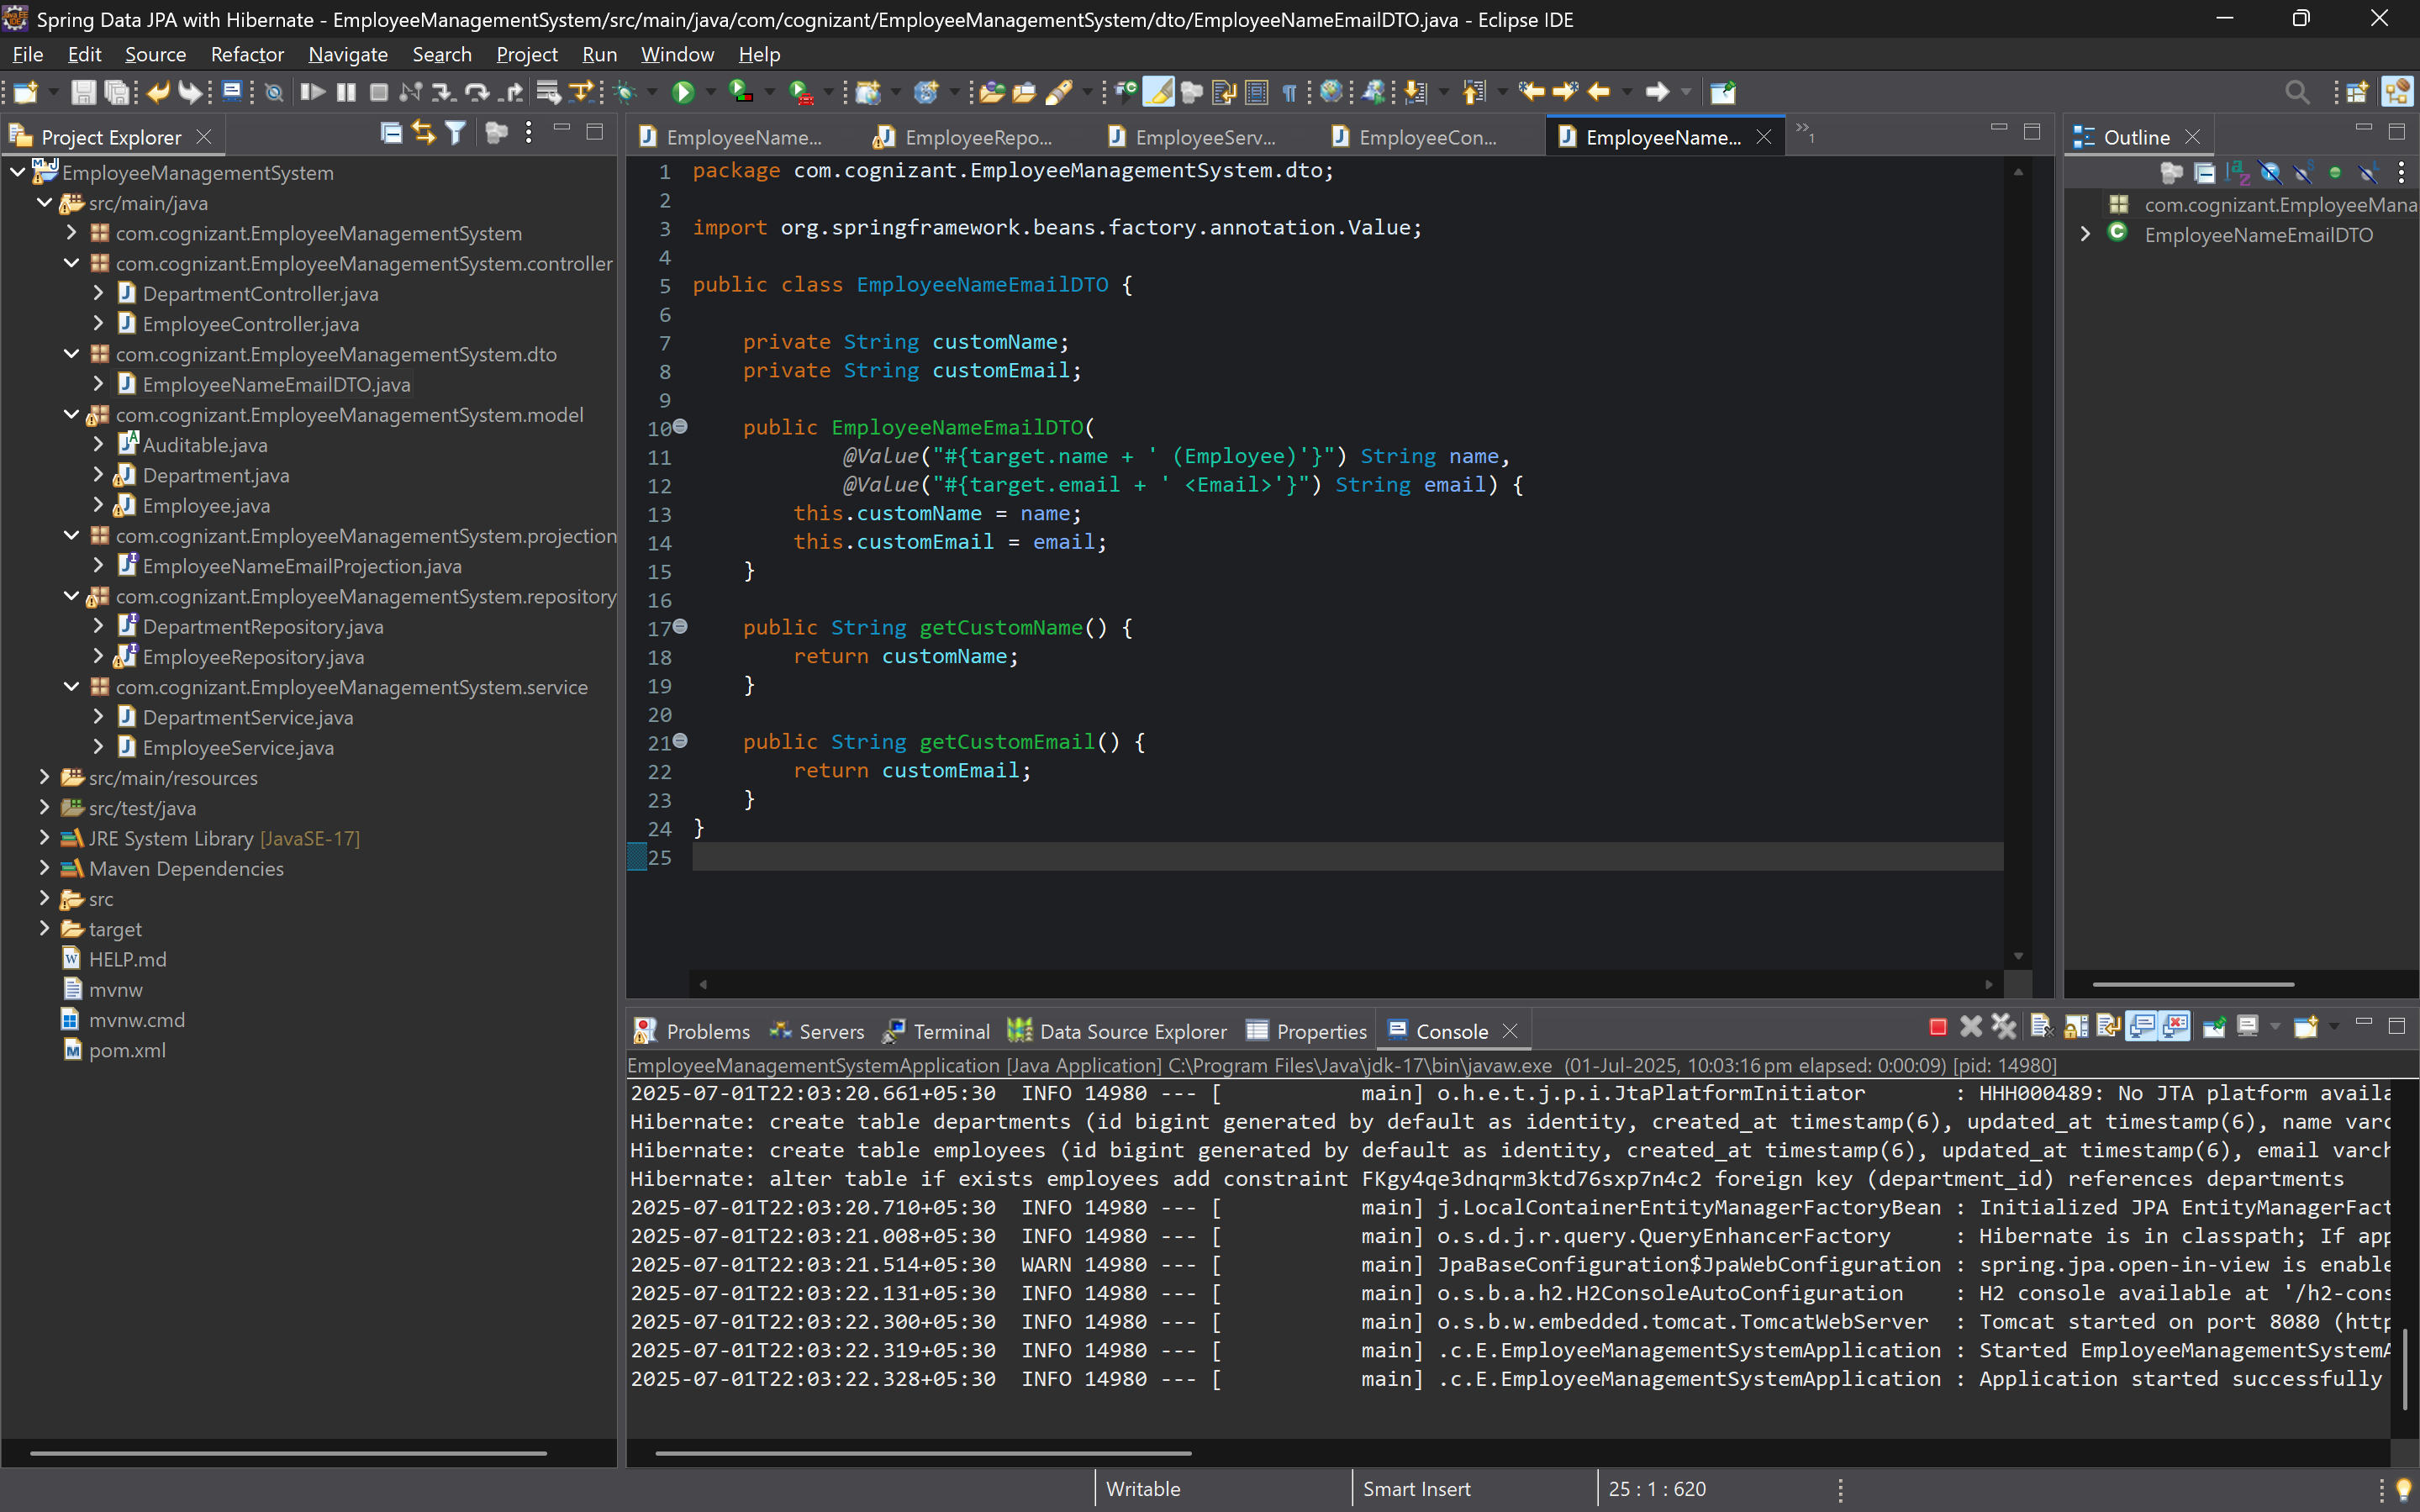 Spring Data JPA with Hibernate - EmployeeManagementSystem/src/main/java/com/cognizant/EmployeeManagementSystem/dto/EmployeeNameEmailDTO.java - Eclipse IDE
File Edit Source Refactor Navigate Search Project Run Window Help
Project Explorer
EmployeeManagementSystem
src/main/java
com.cognizant.EmployeeManagementSystem
com.cognizant.EmployeeManagementSystem.controller
DepartmentController.java
EmployeeController.java
com.cognizant.EmployeeManagementSystem.dto
EmployeeNameEmailDTO.java
com.cognizant.EmployeeManagementSystem.model
Auditable.java
Department.java
Employee.java
com.cognizant.EmployeeManagementSystem.projection
EmployeeNameEmailProjection.java
com.cognizant.EmployeeManagementSystem.repository
DepartmentRepository.java
EmployeeRepository.java
com.cognizant.EmployeeManagementSystem.service
DepartmentService.java
EmployeeService.java
src/main/resources
src/test/java
JRE System Library [JavaSE-17]
Maven Dependencies
src
target
HELP.md
mvnw
mvnw.cmd
pom.xml
EmployeeName... EmployeeRepo... EmployeeServ... EmployeeCon... EmployeeName... »1
1 package com.cognizant.EmployeeManagementSystem.dto;
2
3 import org.springframework.beans.factory.annotation.Value;
4
5 public class EmployeeNameEmailDTO {
6
7 private String customName;
8 private String customEmail;
9
10 public EmployeeNameEmailDTO(
11 @Value("#{target.name + ' (Employee)'}") String name,
12 @Value("#{target.email + ' <Email>'}") String email) {
13 this.customName = name;
14 this.customEmail = email;
15 }
16
17 public String getCustomName() {
18 return customName;
19 }
20
21 public String getCustomEmail() {
22 return customEmail;
23 }
24 }
25
Outline
com.cognizant.EmployeeMana
EmployeeNameEmailDTO
Problems Servers Terminal Data Source Explorer Properties Console
EmployeeManagementSystemApplication [Java Application] C:\Program Files\Java\jdk-17\bin\javaw.exe (01-Jul-2025, 10:03:16 pm elapsed: 0:00:09) [pid: 14980]
2025-07-01T22:03:20.661+05:30 INFO 14980 --- [ main] o.h.e.t.j.p.i.JtaPlatformInitiator : HHH000489: No JTA platform availa
Hibernate: create table departments (id bigint generated by default as identity, created_at timestamp(6), updated_at timestamp(6), name varc
Hibernate: create table employees (id bigint generated by default as identity, created_at timestamp(6), updated_at timestamp(6), email varch
Hibernate: alter table if exists employees add constraint FKgy4qe3dnqrm3ktd76sxp7n4c2 foreign key (department_id) references departments
2025-07-01T22:03:20.710+05:30 INFO 14980 --- [ main] j.LocalContainerEntityManagerFactoryBean : Initialized JPA EntityManagerFact
2025-07-01T22:03:21.008+05:30 INFO 14980 --- [ main] o.s.d.j.r.query.QueryEnhancerFactory : Hibernate is in classpath; If app
2025-07-01T22:03:21.514+05:30 WARN 14980 --- [ main] JpaBaseConfiguration$JpaWebConfiguration : spring.jpa.open-in-view is enable
2025-07-01T22:03:22.131+05:30 INFO 14980 --- [ main] o.s.b.a.h2.H2ConsoleAutoConfiguration : H2 console available at '/h2-cons
2025-07-01T22:03:22.300+05:30 INFO 14980 --- [ main] o.s.b.w.embedded.tomcat.TomcatWebServer : Tomcat started on port 8080 (http
2025-07-01T22:03:22.319+05:30 INFO 14980 --- [ main] .c.E.EmployeeManagementSystemApplication : Started EmployeeManagementSystemA
2025-07-01T22:03:22.328+05:30 INFO 14980 --- [ main] .c.E.EmployeeManagementSystemApplication : Application started successfully
Writable Smart Insert 25 : 1 : 620